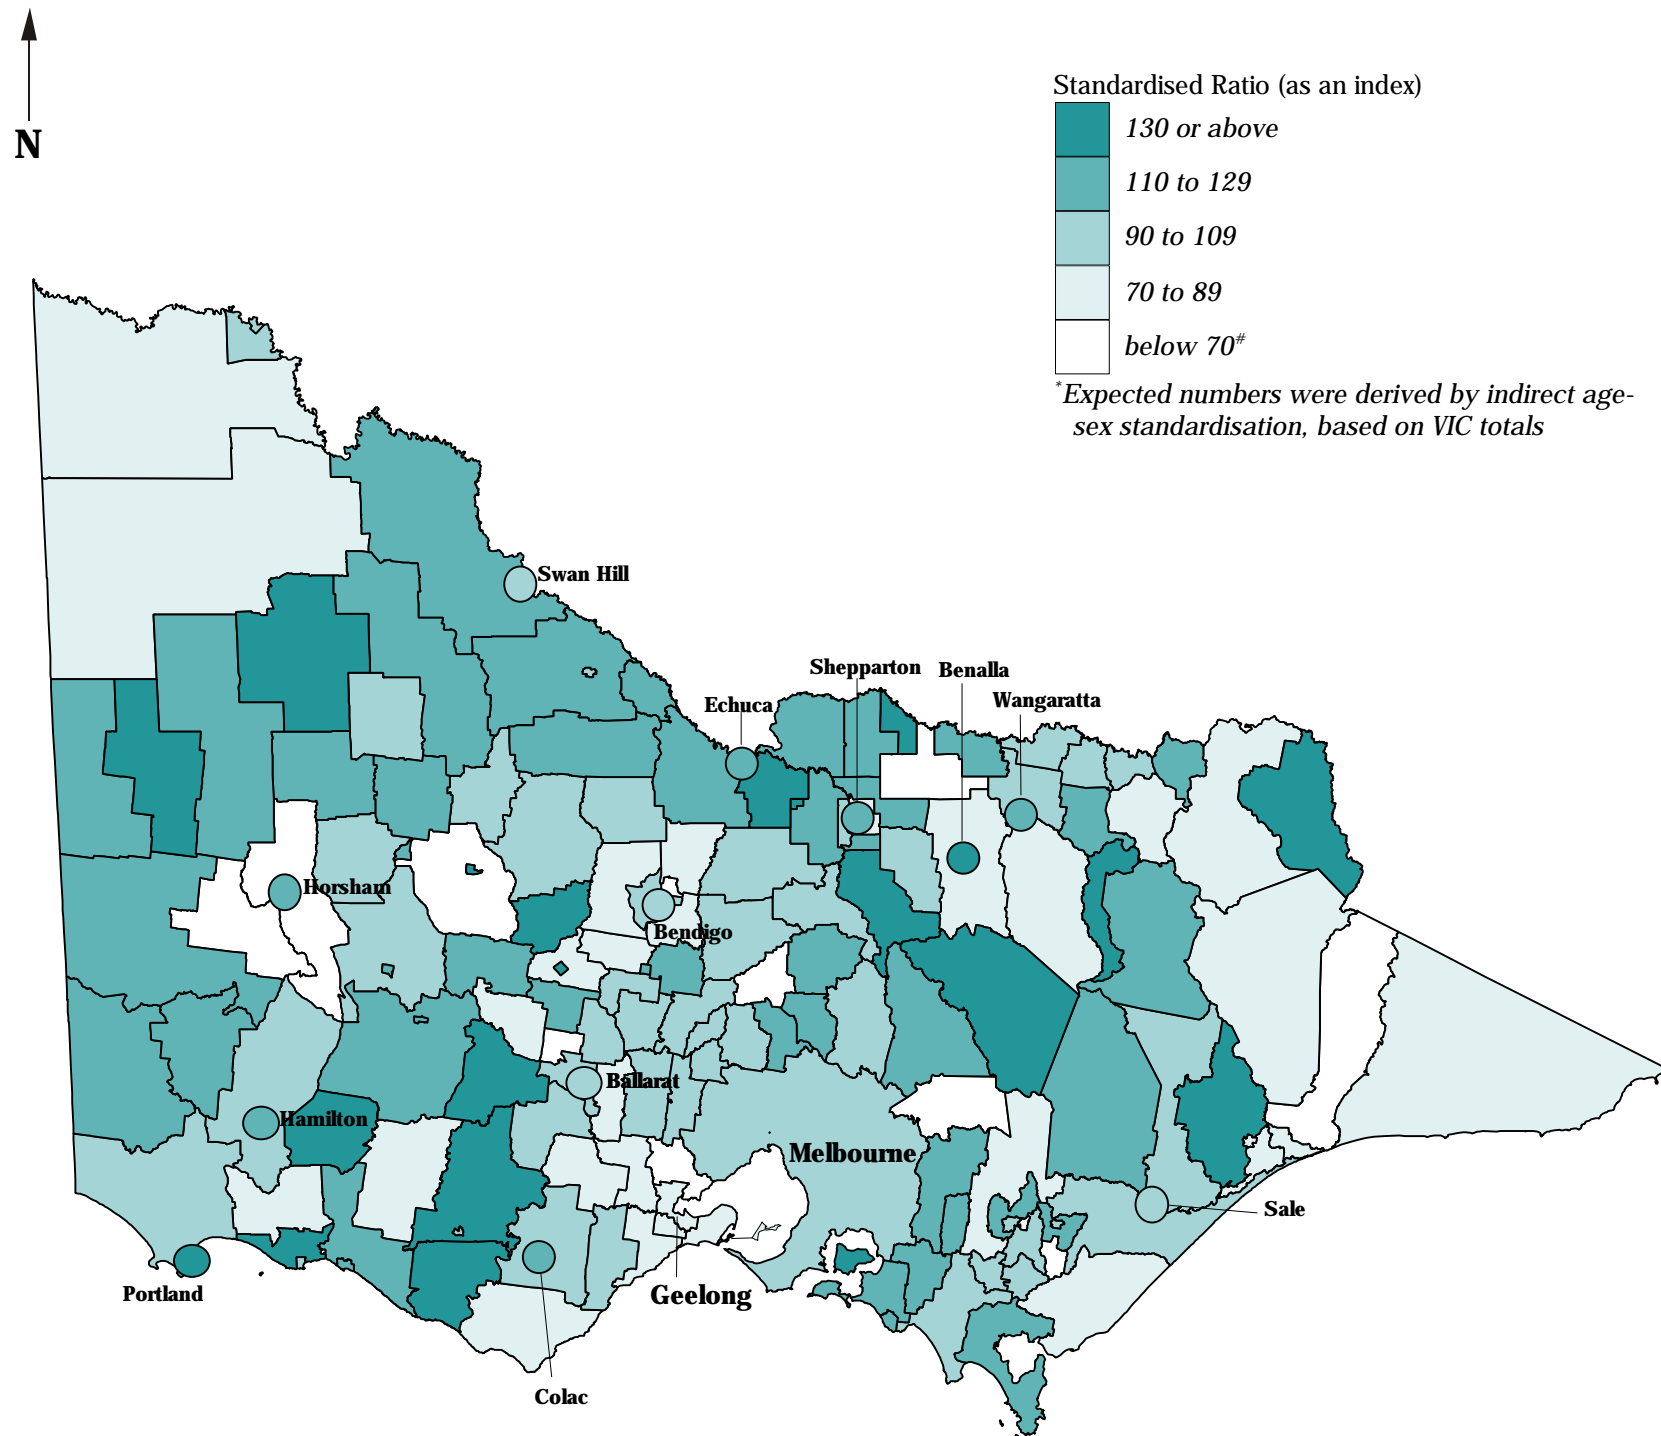 N
Standardised Ratio (as an index)
130 or above
110 to 129
90 to 109
70 to 89
below 70#
*Expected numbers were derived by indirect age-
sex standardisation, based on VIC totals
Swan Hill
Shepparton
Benalla
Echuca
Wangaratta
Horsham
Bendigo
Ballarat
Hamilton
Melbourne
Sale
Portland
Geelong
Colac